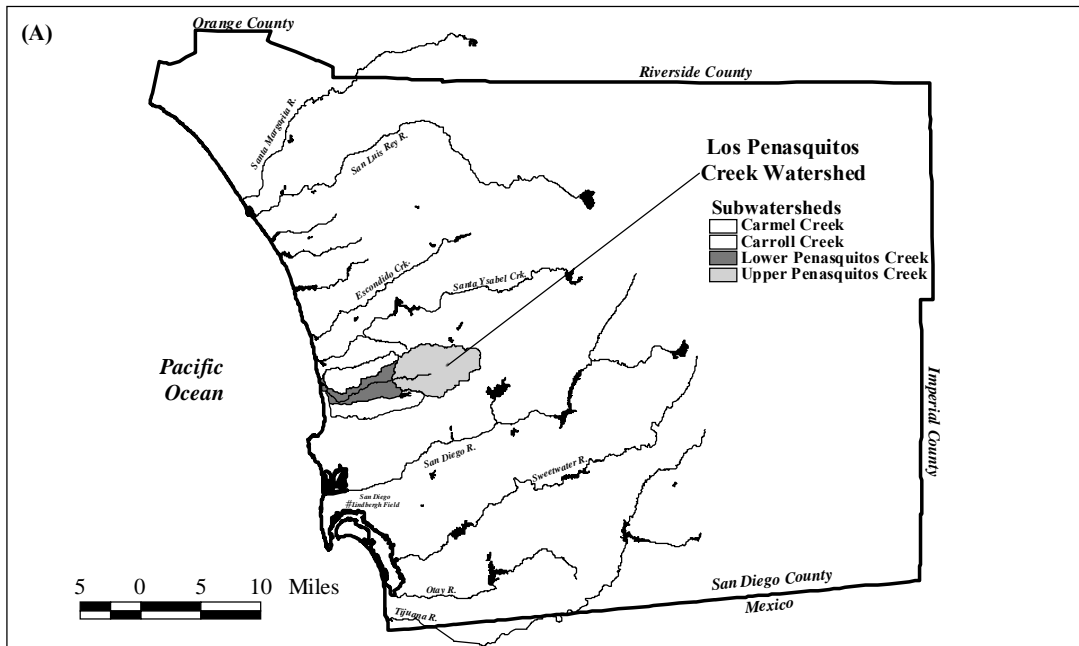 (A)
Orange County
Riverside County
Santa Margarita R.
San Luis Rey R.
Los Penasquitos
Creek Watershed
Subwatersheds
Carmel Creek
Carroll Creek
Lower Penasquitos Creek
Upper Penasquitos Creek
Escondido Crk.
Santa Ysabel Crk.
Pacific
Ocean
Imperial County
San Diego R.
Sweetwater R.
San Diego
#Lindbergh Field
Otay R.
Tijuana R.
San Diego County
Mexico
5 0 5 10 Miles